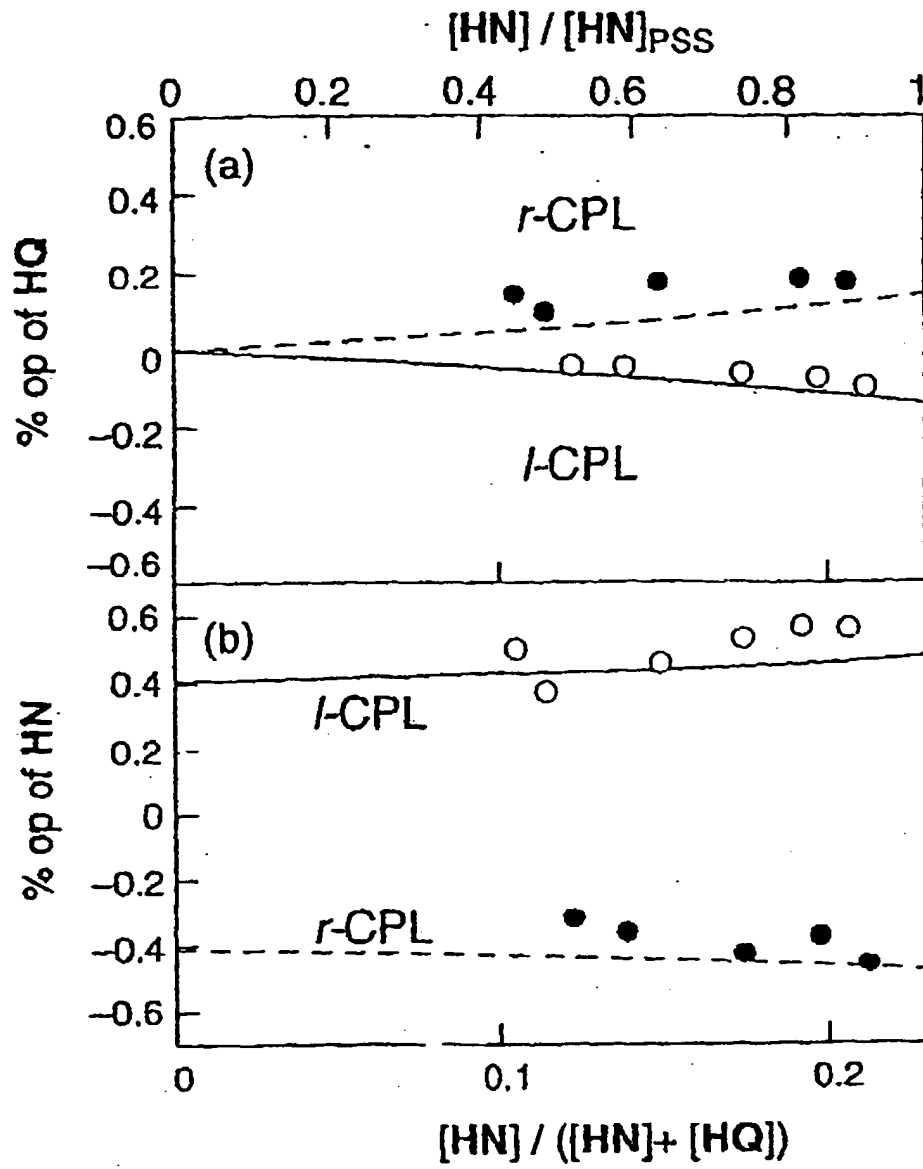 [HN] / [HN]PSS
0 0.2 0.4 0.6 0.8 1
0.6
(a)
0.4
r-CPL
0.2
% op of HQ
0
−0.2
l-CPL
−0.4
−0.6
0.6
(b)
0.4
l-CPL
0.2
% op of HN
0
−0.2
r-CPL
−0.4
−0.6
0 0.1 0.2
[HN] / ([HN]+ [HQ])